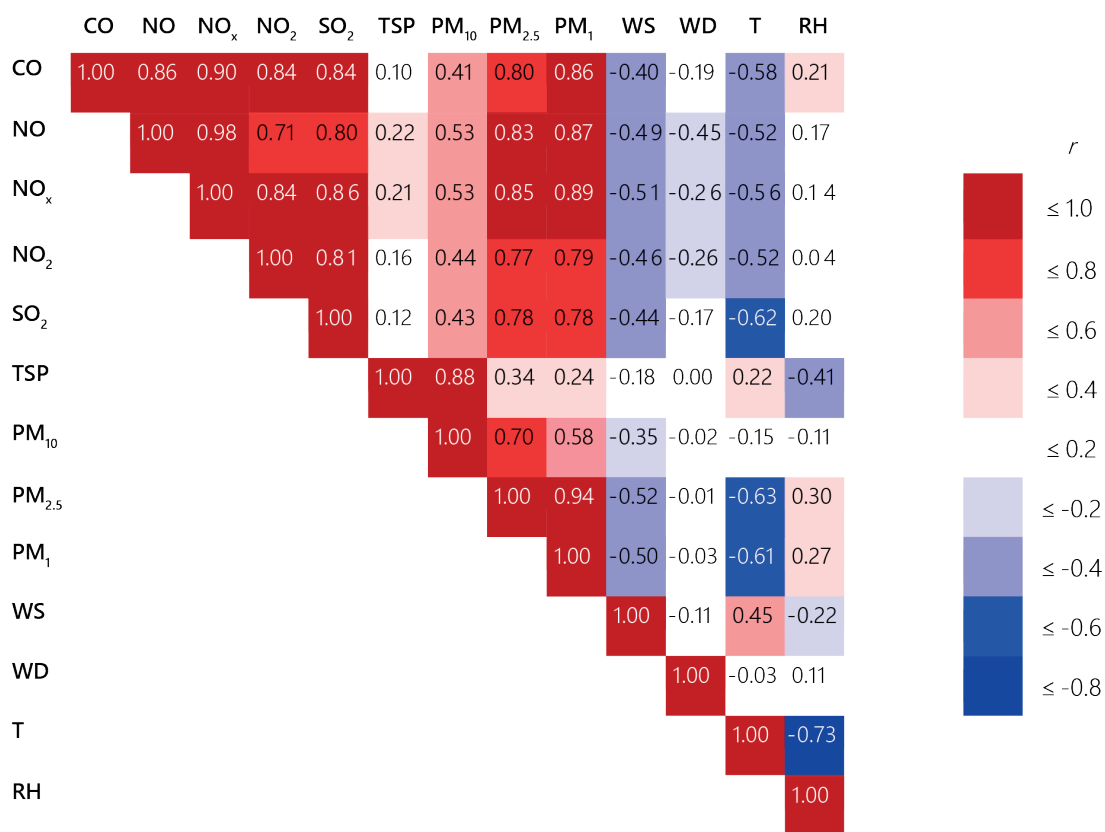 CO NO NOₓ NO₂ SO₂ TSP PM₁₀ PM₂.₅ PM₁ WS WD T RH
CO 1.00 0.86 0.90 0.84 0.84 0.10 0.41 0.80 0.86 -0.40 -0.19 -0.58 0.21
NO 1.00 0.98 0.71 0.80 0.22 0.53 0.83 0.87 -0.49 -0.45 -0.52 0.17
NOₓ 1.00 0.84 0.86 0.21 0.53 0.85 0.89 -0.51 -0.26 -0.56 0.14
NO₂ 1.00 0.81 0.16 0.44 0.77 0.79 -0.46 -0.26 -0.52 0.04
SO₂ 1.00 0.12 0.43 0.78 0.78 -0.44 -0.17 -0.62 0.20
TSP 1.00 0.88 0.34 0.24 -0.18 0.00 0.22 -0.41
PM₁₀ 1.00 0.70 0.58 -0.35 -0.02 -0.15 -0.11
PM₂.₅ 1.00 0.94 -0.52 -0.01 -0.63 0.30
PM₁ 1.00 -0.50 -0.03 -0.61 0.27
WS 1.00 -0.11 0.45 -0.22
WD 1.00 -0.03 0.11
T 1.00 -0.73
RH 1.00
r
≤ 1.0
≤ 0.8
≤ 0.6
≤ 0.4
≤ 0.2
≤ -0.2
≤ -0.4
≤ -0.6
≤ -0.8